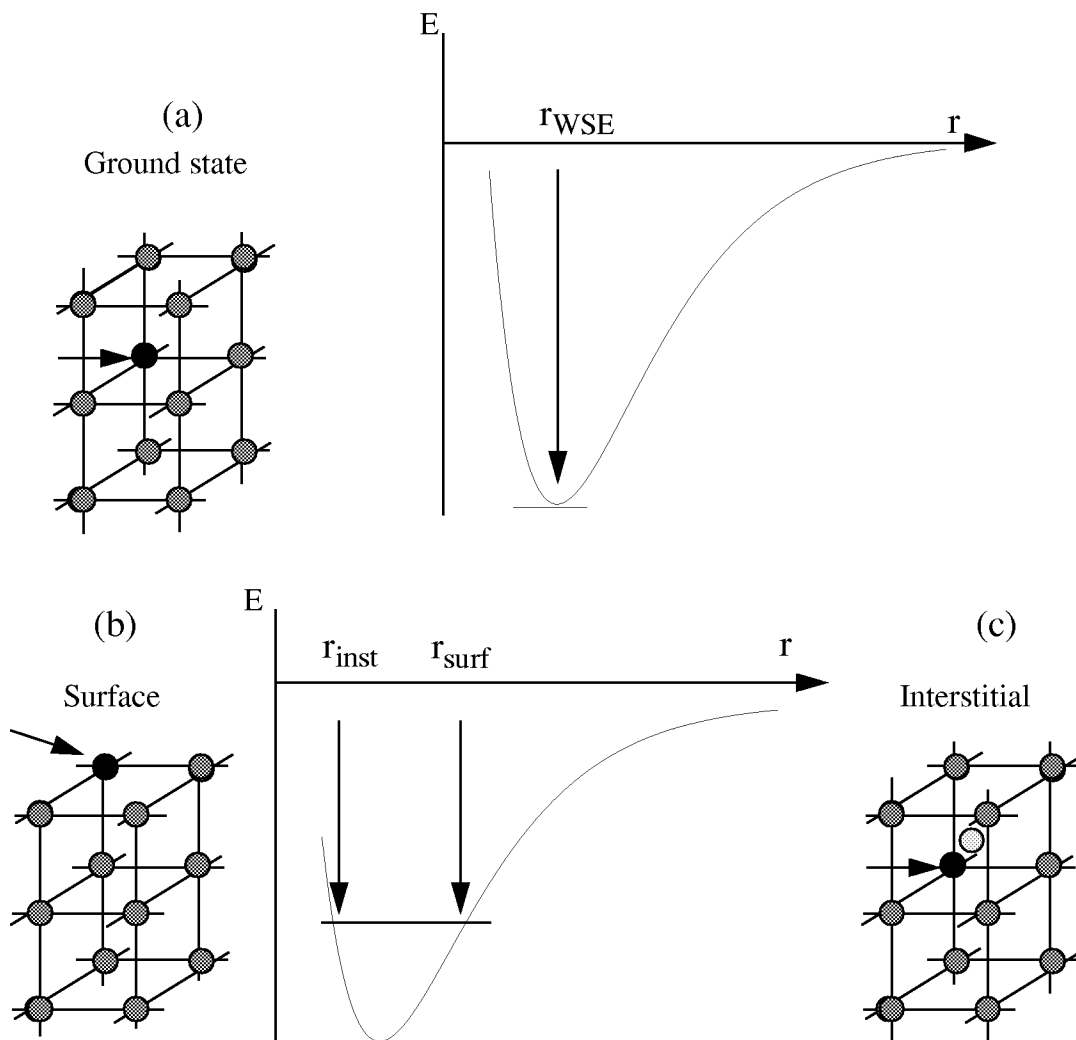 E
(a)
r_WSE
r
Ground state
E
(b)
(c)
r_inst
r_surf
r
Surface
Interstitial